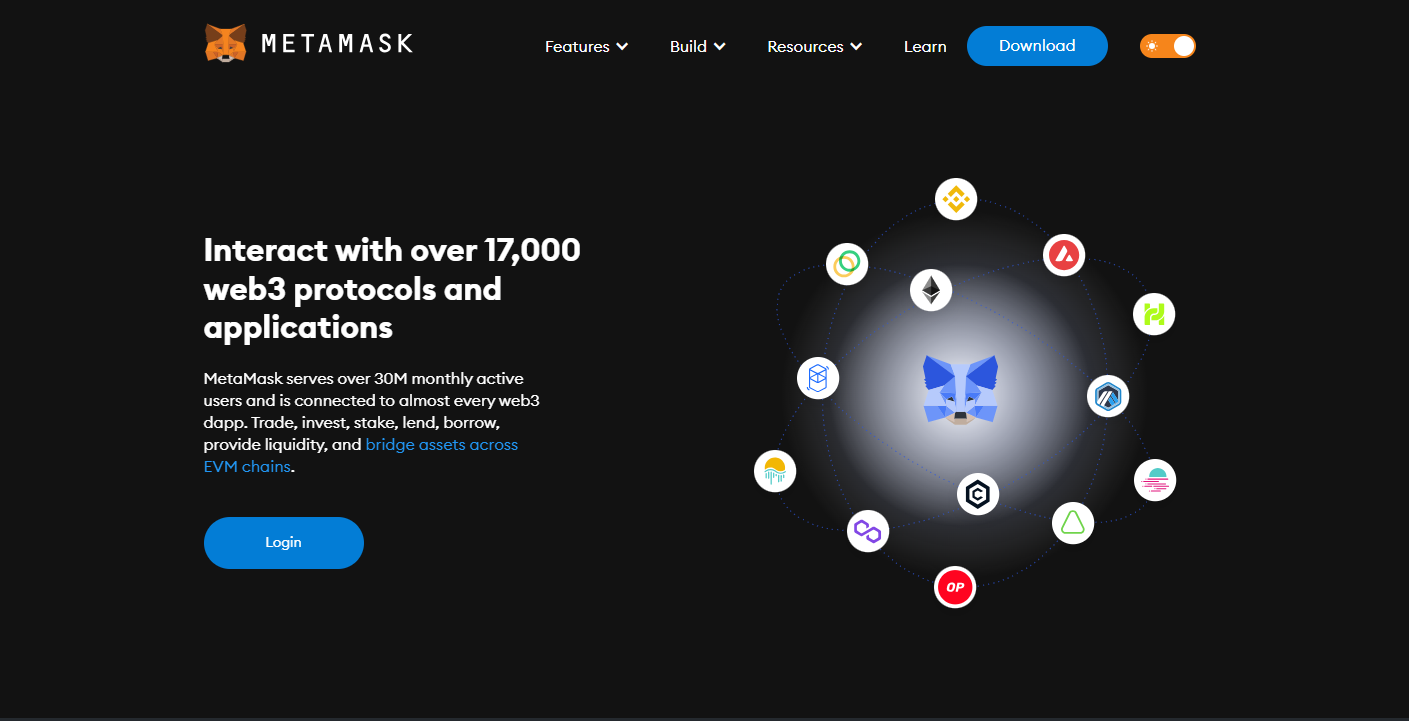 METAMASK
Features
Build
Resources
Learn
Download
Interact with over 17,000
web3 protocols and
applications
MetaMask serves over 30M monthly active
users and is connected to almost every web3
dapp. Trade, invest, stake, lend, borrow,
provide liquidity, and bridge assets across
EVM chains.
Login
C
OP